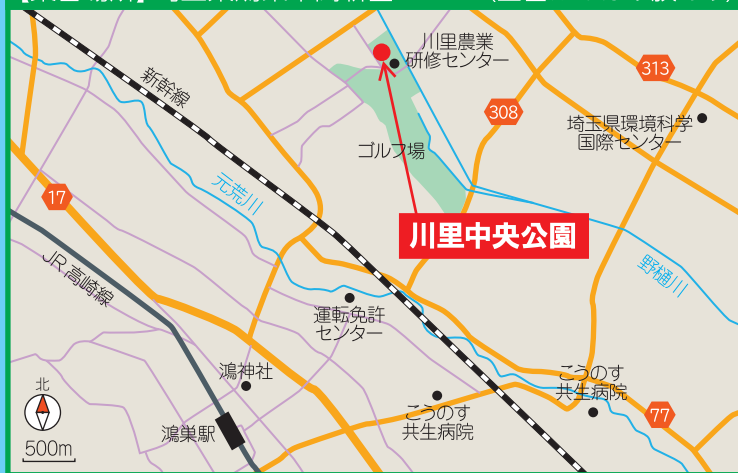 川里農業
研修センター
313
新幹線
308
埼玉県環境科学
国際センター
ゴルフ場
17
元荒川
川里中央公園
JR高崎線
野樋川
運転免許
センター
鴻神社
こうのす
共生病院
北
鴻巣駅
こうのす
共生病院
77
500m